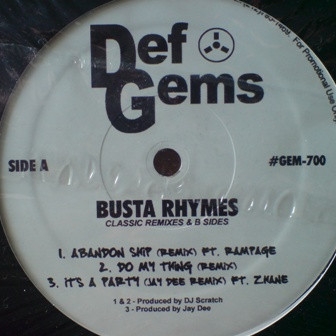 Def
Gems
For Promotional Use Only
SIDE A
#GEM-700
BUSTA RHYMES
CLASSIC REMIXES & B SIDES
1. ABANDON SHIP (REMIX) FT. RAMPAGE
2. DO MY THING (REMIX)
3. IT'S A PARTY (JAY DEE REMIX) FT. ZHANE
1 & 2 - Produced by DJ Scratch
3 - Produced by Jay Dee